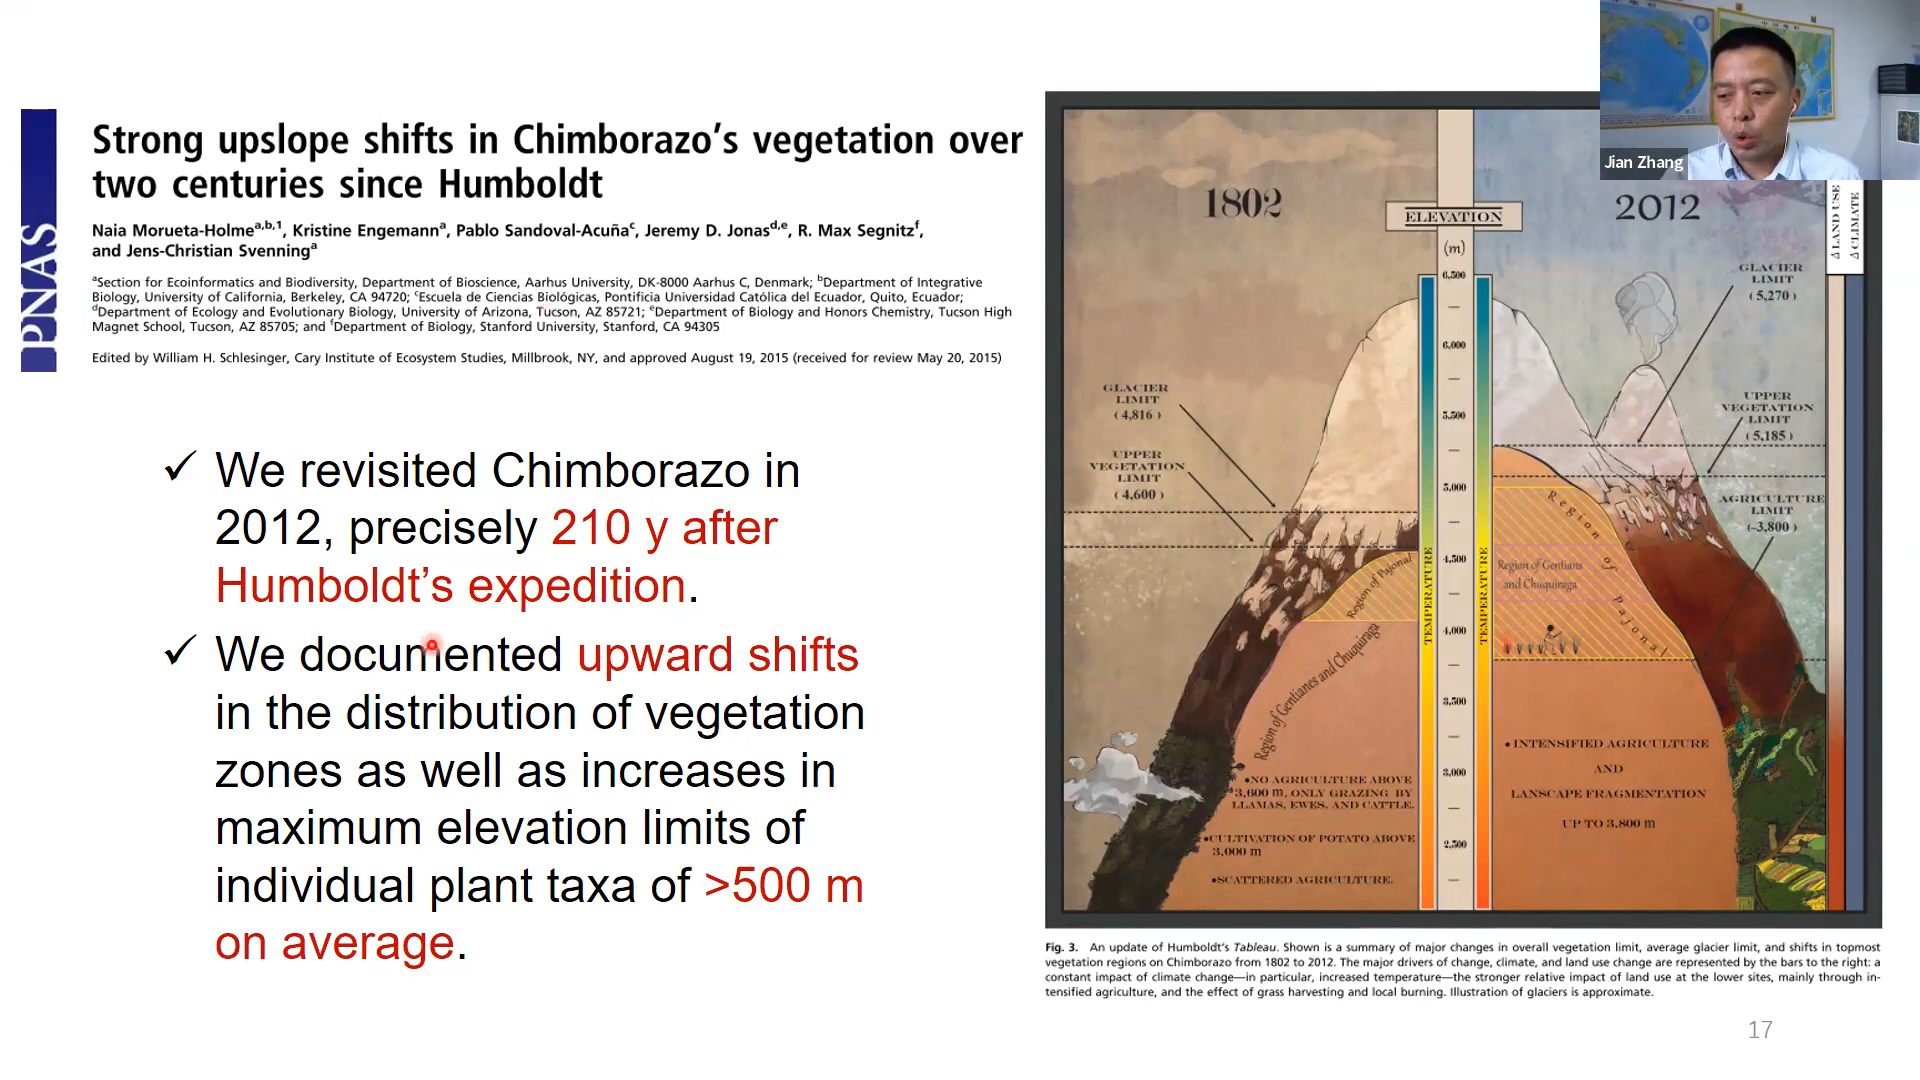 PNAS
Strong upslope shifts in Chimborazo's vegetation over
two centuries since Humboldt
Naia Morueta-Holmea,b,1, Kristine Engemanna, Pablo Sandoval-Acuñac, Jeremy D. Jonasd,e, R. Max Segnitzf,
and Jens-Christian Svenninga
aSection for Ecoinformatics and Biodiversity, Department of Bioscience, Aarhus University, DK-8000 Aarhus C, Denmark; bDepartment of Integrative
Biology, University of California, Berkeley, CA 94720; cEscuela de Ciencias Biológicas, Pontificia Universidad Católica del Ecuador, Quito, Ecuador;
dDepartment of Ecology and Evolutionary Biology, University of Arizona, Tucson, AZ 85721; eDepartment of Biology and Honors Chemistry, Tucson High
Magnet School, Tucson, AZ 85705; and fDepartment of Biology, Stanford University, Stanford, CA 94305
Edited by William H. Schlesinger, Cary Institute of Ecosystem Studies, Millbrook, NY, and approved August 19, 2015 (received for review May 20, 2015)
✓ We revisited Chimborazo in
2012, precisely 210 y after
Humboldt's expedition.
✓ We documented upward shifts
in the distribution of vegetation
zones as well as increases in
maximum elevation limits of
individual plant taxa of >500 m
on average.
Jian Zhang
1802
ELEVATION
(m)
2012
Δ LAND USE
Δ CLIMATE
6,500
6,000
5,500
5,000
4,500
4,000
3,500
3,000
2,500
TEMPERATURE
TEMPERATURE
GLACIER
LIMIT
(4,816)
UPPER
VEGETATION
LIMIT
(4,600)
GLACIER
LIMIT
(5,270)
UPPER
VEGETATION
LIMIT
(5,185)
AGRICULTURE
LIMIT
(~3,800)
Region of Pajonal
Region of Gentianes and Chuquiraga
Region of Pajonal
Region of Gentians
and Chuquiraga
•NO AGRICULTURE ABOVE
3,600 m, ONLY GRAZING BY
LLAMAS, EWES, AND CATTLE.
•CULTIVATION OF POTATO ABOVE
3,000 m
•SCATTERED AGRICULTURE.
• INTENSIFIED AGRICULTURE
AND
LANSCAPE FRAGMENTATION
UP TO 3,800 m
Fig. 3. An update of Humboldt's Tableau. Shown is a summary of major changes in overall vegetation limit, average glacier limit, and shifts in topmost
vegetation regions on Chimborazo from 1802 to 2012. The major drivers of change, climate, and land use change are represented by the bars to the right: a
constant impact of climate change—in particular, increased temperature—the stronger relative impact of land use at the lower sites, mainly through in-
tensified agriculture, and the effect of grass harvesting and local burning. Illustration of glaciers is approximate.
17